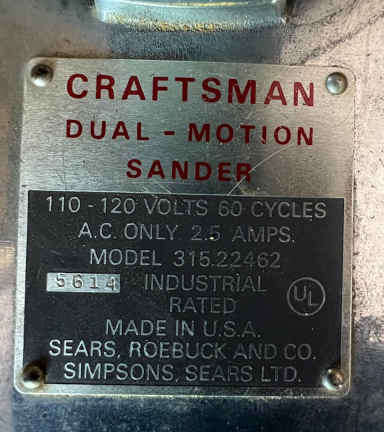 CRAFTSMAN
DUAL - MOTION
SANDER
110 - 120 VOLTS 60 CYCLES
A.C. ONLY 2.5 AMPS.
MODEL 315.22462
5614 INDUSTRIAL
RATED
UL
MADE IN U.S.A.
SEARS, ROEBUCK AND CO.
SIMPSONS, SEARS LTD.